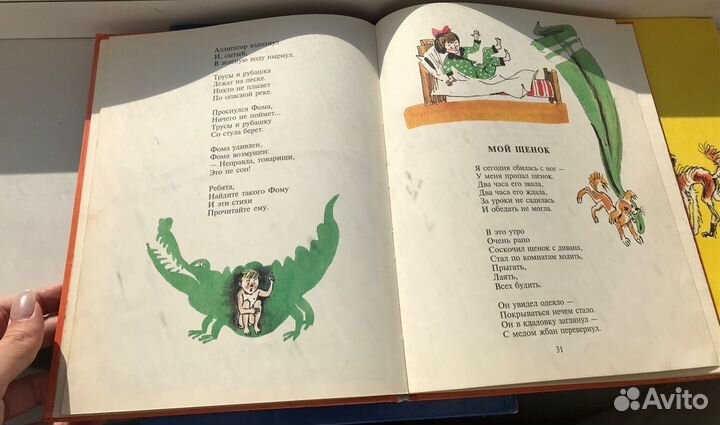 Аллигатор вздохнул
И, сытый,
В зеленую воду нырнул.
Трусы и рубашка
Лежат на песке.
Никто не плывет
По опасной реке.
Проснулся Фома,
Ничего не поймет...
Трусы и рубашку
Со стула берет.
Фома удивлен,
Фома возмущен:
— Неправда, товарищи,
Это не сон!
Ребята,
Найдите такого Фому
И эти стихи
Прочитайте ему.
МОЙ ЩЕНОК
Я сегодня сбилась с ног —
У меня пропал щенок.
Два часа его звала,
Два часа его ждала,
За уроки не садилась
И обедать не могла.
В это утро
Очень рано
Соскочил щенок с дивана,
Стал по комнатам ходить,
Прыгать,
Лаять,
Всех будить.
Он увидел одеяло —
Покрываться нечем стало.
Он в кладовку заглянул —
С медом жбан перевернул.
31
Avito